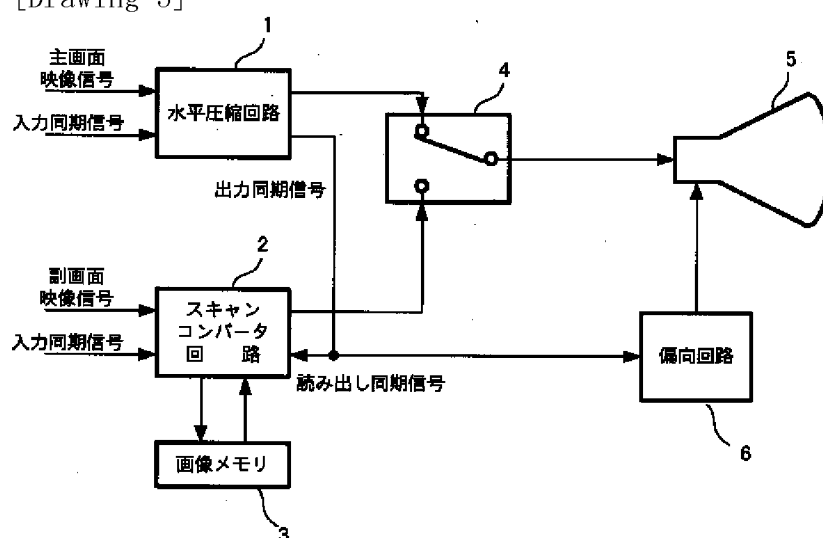 [Drawing 3]
1
主画面
映像信号
入力同期信号
水平圧縮回路
4
5
出力同期信号
2
副画面
映像信号
入力同期信号
スキャン
コンバータ
回 路
読み出し同期信号
偏向回路
6
画像メモリ
3